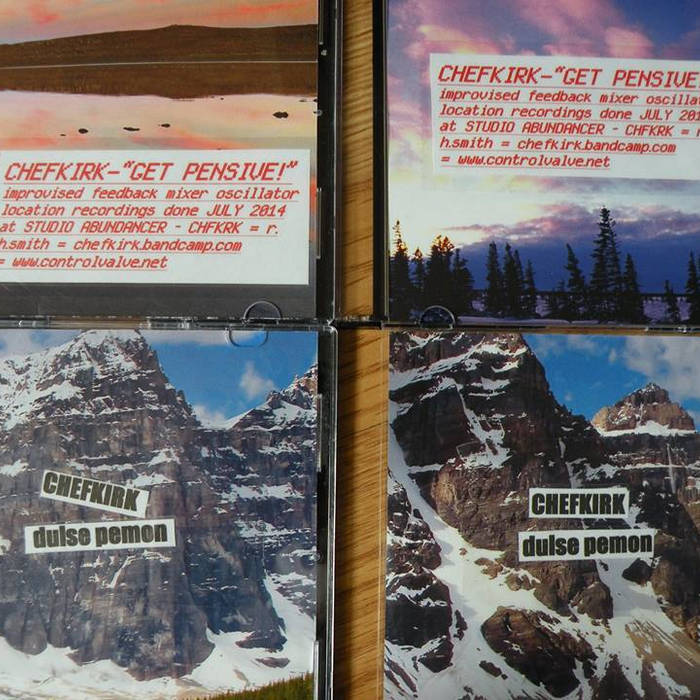 CHEFKIRK-"GET PENSIVE!"
improvised feedback mixer oscillator
location recordings done JULY 2014
at STUDIO ABUNDANCER - CHFKRK = r.
h.smith = chefkirk.bandcamp.com
= www.controlvalve.net
CHEFKIRK-"GET PENSIVE!
improvised feedback mixer oscillat
location recordings done JULY 201
at STUDIO ABUNDANCER - CHFKRK = r
h.smith = chefkirk.bandcamp.com
= www.controlvalve.net
CHEFKIRK
dulse pemon
CHEFKIRK
dulse pemon